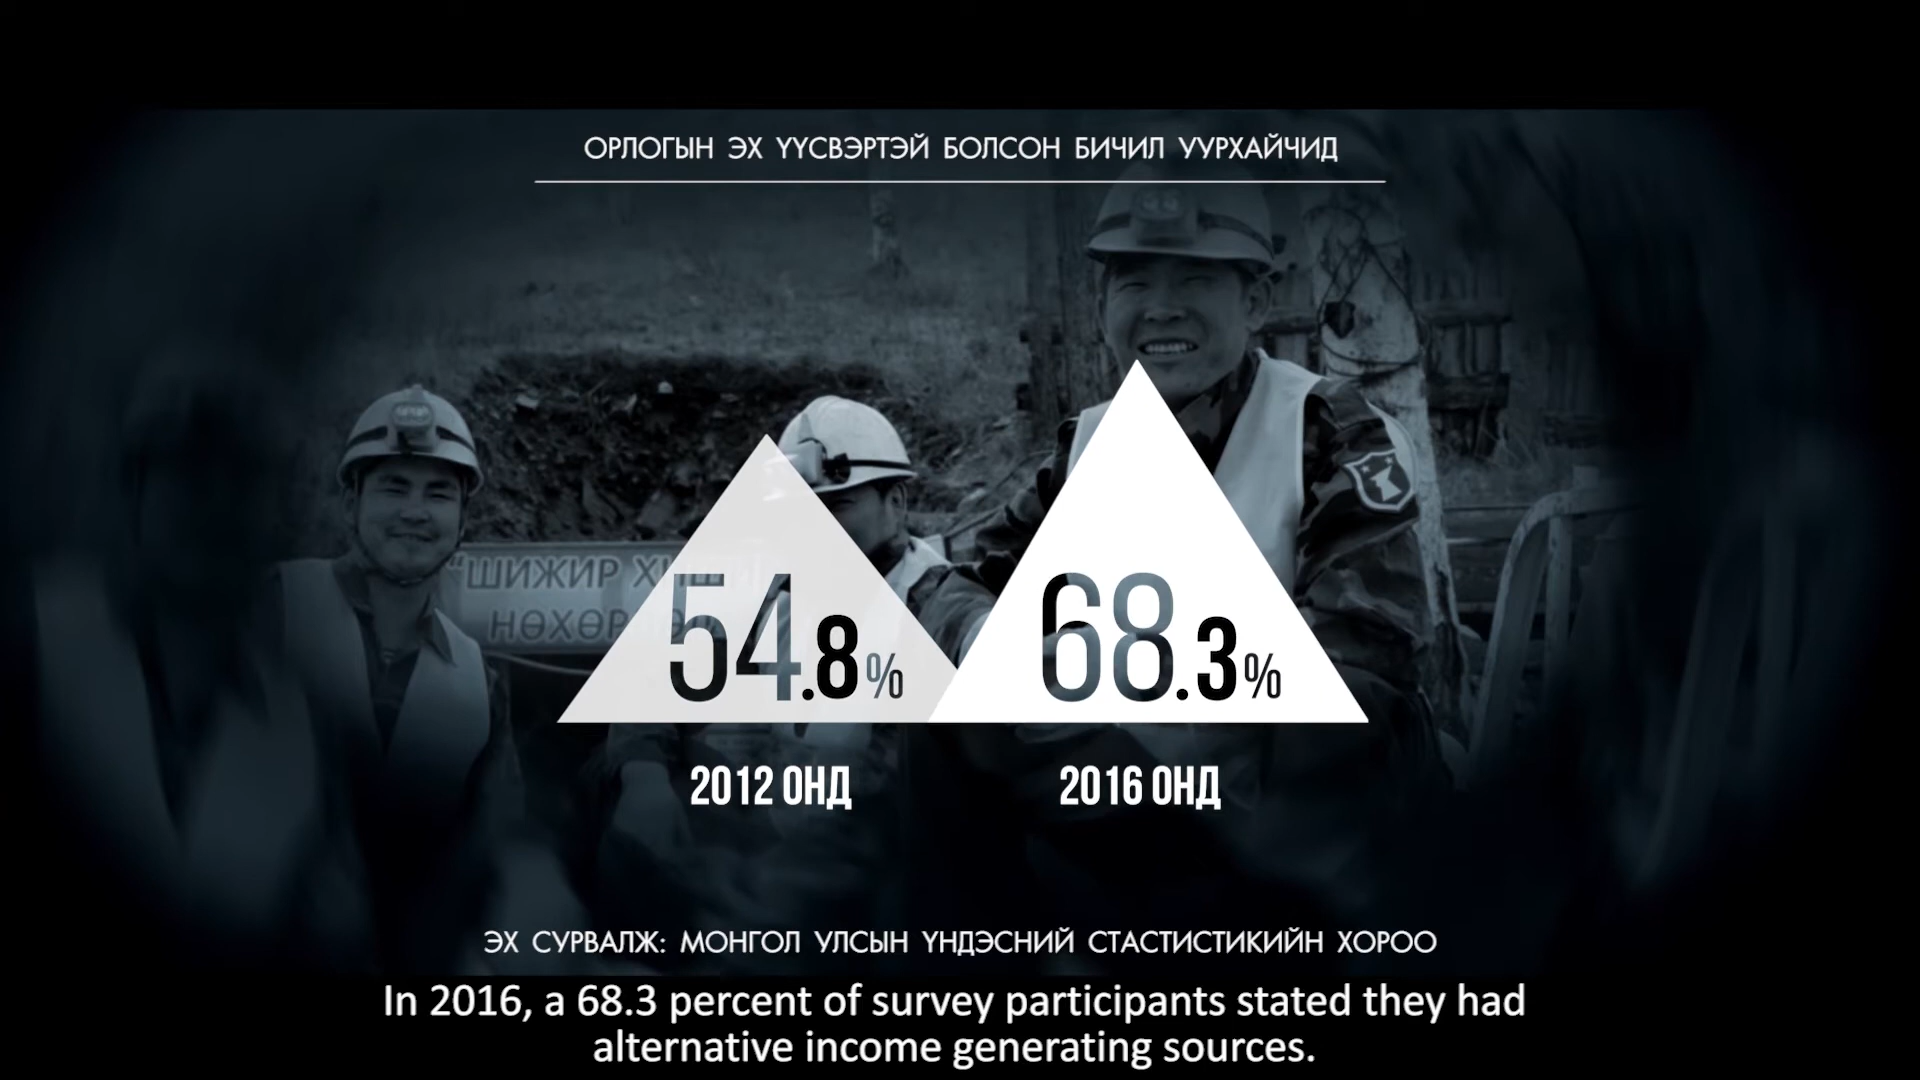 ОРЛОГЫН ЭХ ҮҮСВЭРТЭЙ БОЛСОН БИЧИЛ УУРХАЙЧИД
"ШИЖИР
54.8%
68.3%
2012 ОНД
2016 ОНД
ЭХ СУРВАЛЖ: МОНГОЛ УЛСЫН ҮНДЭСНИЙ СТАСТИСТИКИЙН ХОРОО
In 2016, a 68.3 percent of survey participants stated they had
alternative income generating sources.